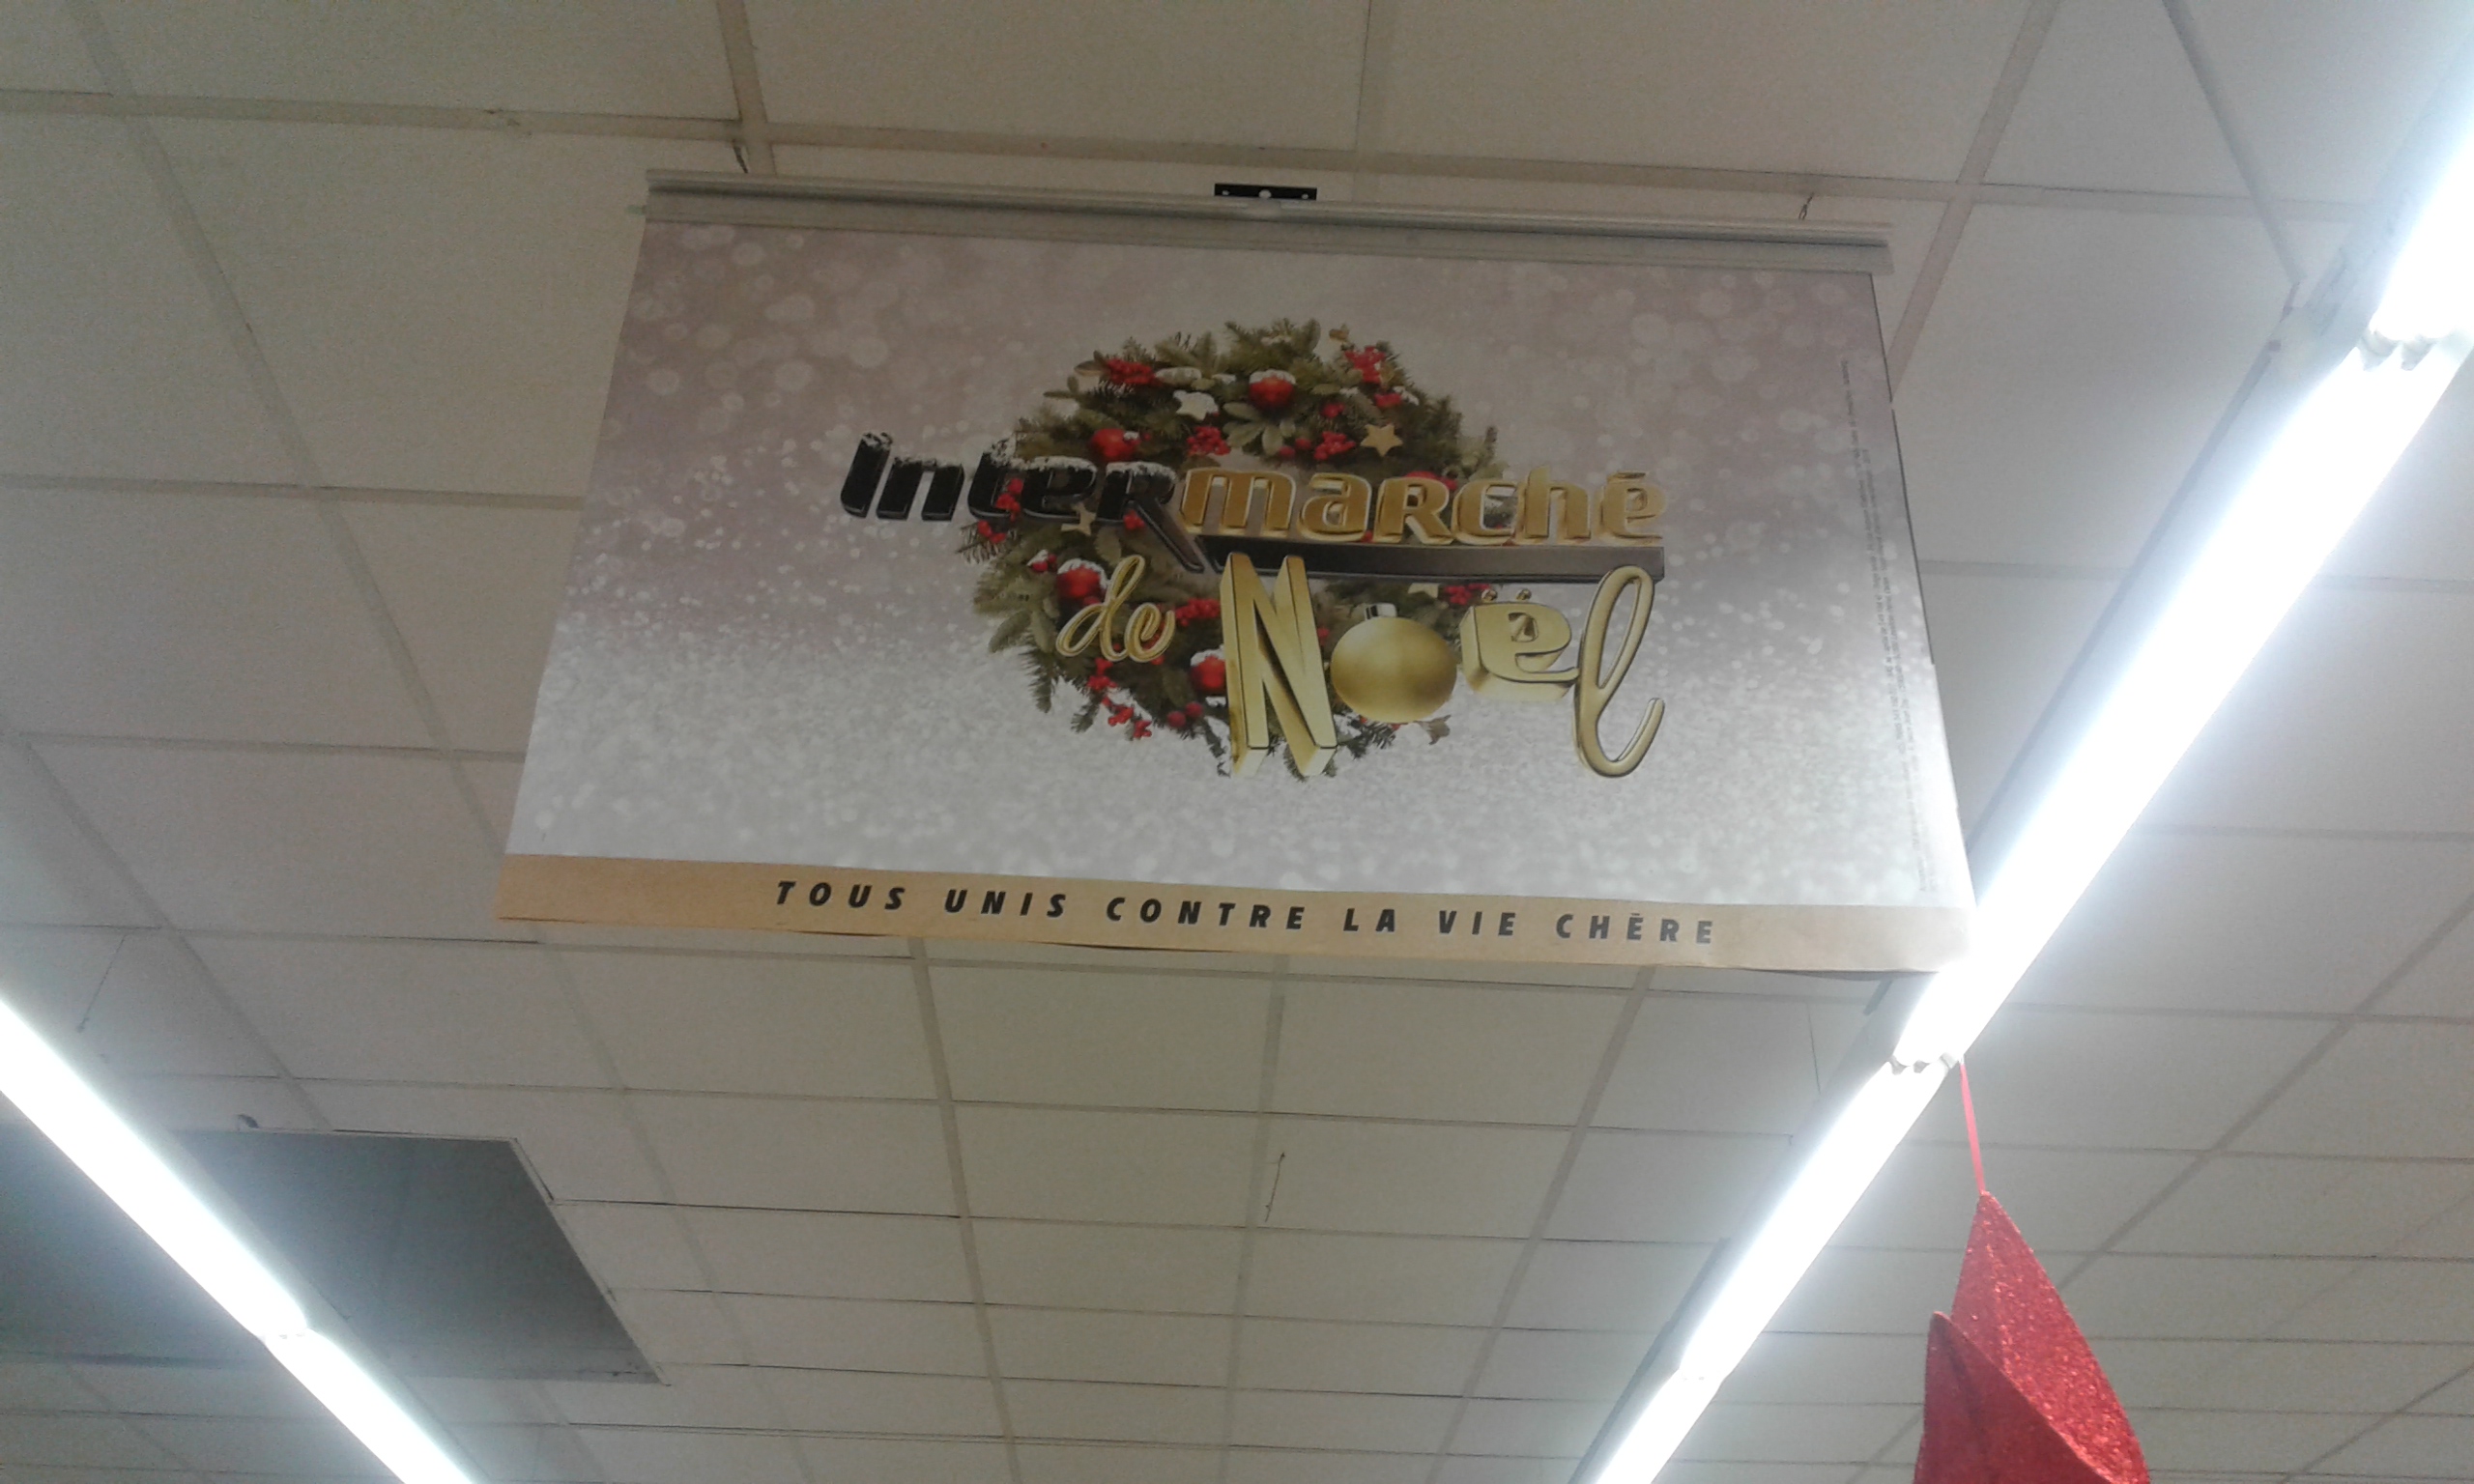 Intermarché
de Noël
TOUS UNIS CONTRE LA VIE CHÈRE